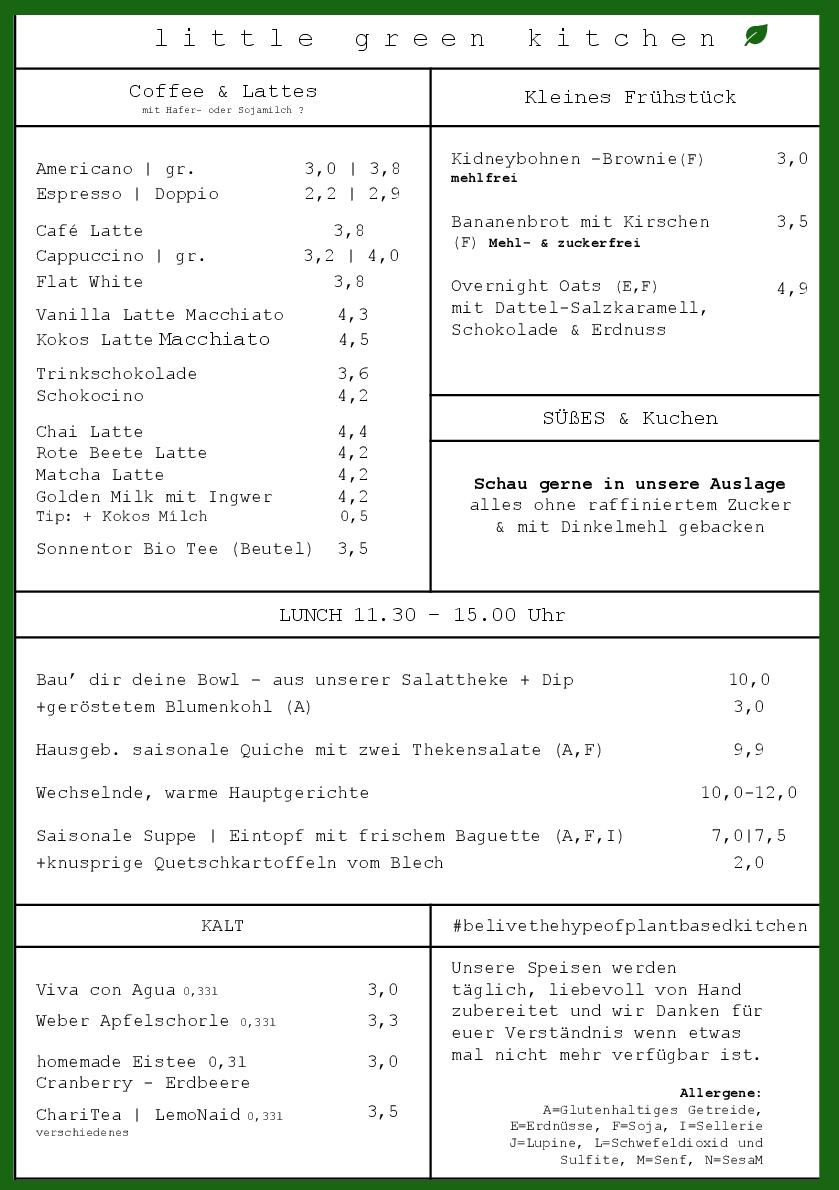 little green kitchen
Coffee & Lattes
mit Hafer- oder Sojamilch ?
Americano | gr. 3,0 | 3,8
Espresso | Doppio 2,2 | 2,9
Café Latte 3,8
Cappuccino | gr. 3,2 | 4,0
Flat White 3,8
Vanilla Latte Macchiato 4,3
Kokos Latte Macchiato 4,5
Trinkschokolade 3,6
Schokocino 4,2
Chai Latte 4,4
Rote Beete Latte 4,2
Matcha Latte 4,2
Golden Milk mit Ingwer 4,2
Tip: + Kokos Milch 0,5
Sonnentor Bio Tee (Beutel) 3,5
Kleines Frühstück
Kidneybohnen -Brownie(F) 3,0
mehlfrei
Bananenbrot mit Kirschen 3,5
(F) Mehl- & zuckerfrei
Overnight Oats (E,F) 4,9
mit Dattel-Salzkaramell,
Schokolade & Erdnuss
SÜßES & Kuchen
Schau gerne in unsere Auslage
alles ohne raffiniertem Zucker
& mit Dinkelmehl gebacken
LUNCH 11.30 – 15.00 Uhr
Bau’ dir deine Bowl - aus unserer Salattheke + Dip 10,0
+geröstetem Blumenkohl (A) 3,0
Hausgeb. saisonale Quiche mit zwei Thekensalate (A,F) 9,9
Wechselnde, warme Hauptgerichte 10,0-12,0
Saisonale Suppe | Eintopf mit frischem Baguette (A,F,I) 7,0|7,5
+knusprige Quetschkartoffeln vom Blech 2,0
KALT
Viva con Agua 0,33l 3,0
Weber Apfelschorle 0,33l 3,3
homemade Eistee 0,3l 3,0
Cranberry - Erdbeere
ChariTea | LemoNaid 0,33l 3,5
verschiedenes
#belivethehypeofplantbasedkitchen
Unsere Speisen werden
täglich, liebevoll von Hand
zubereitet und wir Danken für
euer Verständnis wenn etwas
mal nicht mehr verfügbar ist.
Allergene:
A=Glutenhaltiges Getreide,
E=Erdnüsse, F=Soja, I=Sellerie
J=Lupine, L=Schwefeldioxid und
Sulfite, M=Senf, N=SesaM